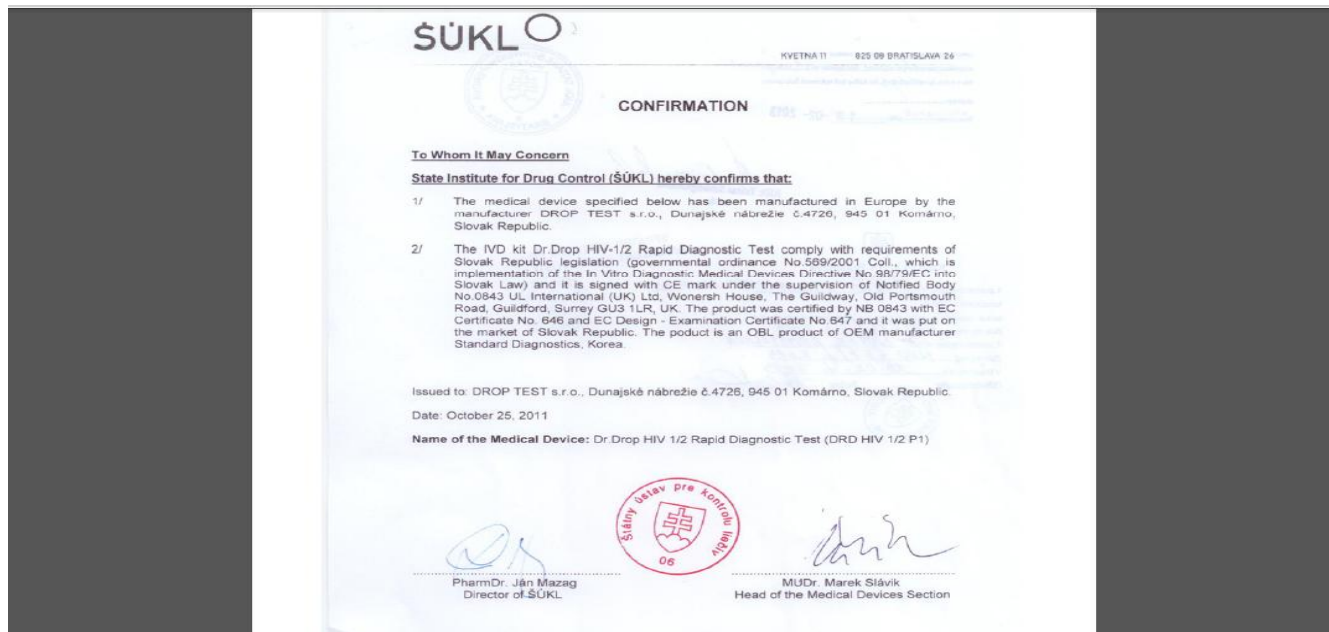 ŠÚKL
KVETNA 11 825 08 BRATISLAVA 26
CONFIRMATION
To Whom It May Concern
State Institute for Drug Control (ŠÚKL) hereby confirms that:
1/ The medical device specified below has been manufactured in Europe by the
manufacturer DROP TEST s.r.o., Dunajské nábrežie č.4726, 945 01 Komárno,
Slovak Republic.
2/ The IVD kit Dr.Drop HIV-1/2 Rapid Diagnostic Test comply with requirements of
Slovak Republic legislation (governmental ordinance No.569/2001 Coll., which is
implementation of the In Vitro Diagnostic Medical Devices Directive No.98/79/EC into
Slovak Law) and it is signed with CE mark under the supervision of Notified Body
No.0843 UL International (UK) Ltd, Wonersh House, The Guildway, Old Portsmouth
Road, Guildford, Surrey GU3 1LR, UK. The product was certified by NB 0843 with EC
Certificate No. 646 and EC Design - Examination Certificate No.647 and it was put on
the market of Slovak Republic. The poduct is an OBL product of OEM manufacturer
Standard Diagnostics, Korea.
Issued to: DROP TEST s.r.o., Dunajské nábrežie č.4726, 945 01 Komárno, Slovak Republic.
Date: October 25, 2011
Name of the Medical Device: Dr.Drop HIV 1/2 Rapid Diagnostic Test (DRD HIV 1/2 P1)
Štátny ústav pre kontrolu liečiv
06
PharmDr. Ján Mazag
Director of ŠÚKL
MUDr. Marek Slávik
Head of the Medical Devices Section